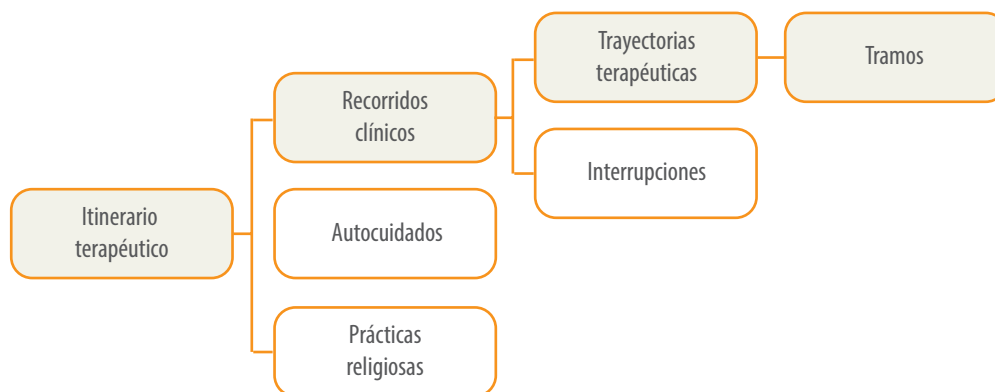 Trayectorias
terapéuticas
Tramos
Recorridos
clínicos
Interrupciones
Itinerario
terapéutico
Autocuidados
Prácticas
religiosas